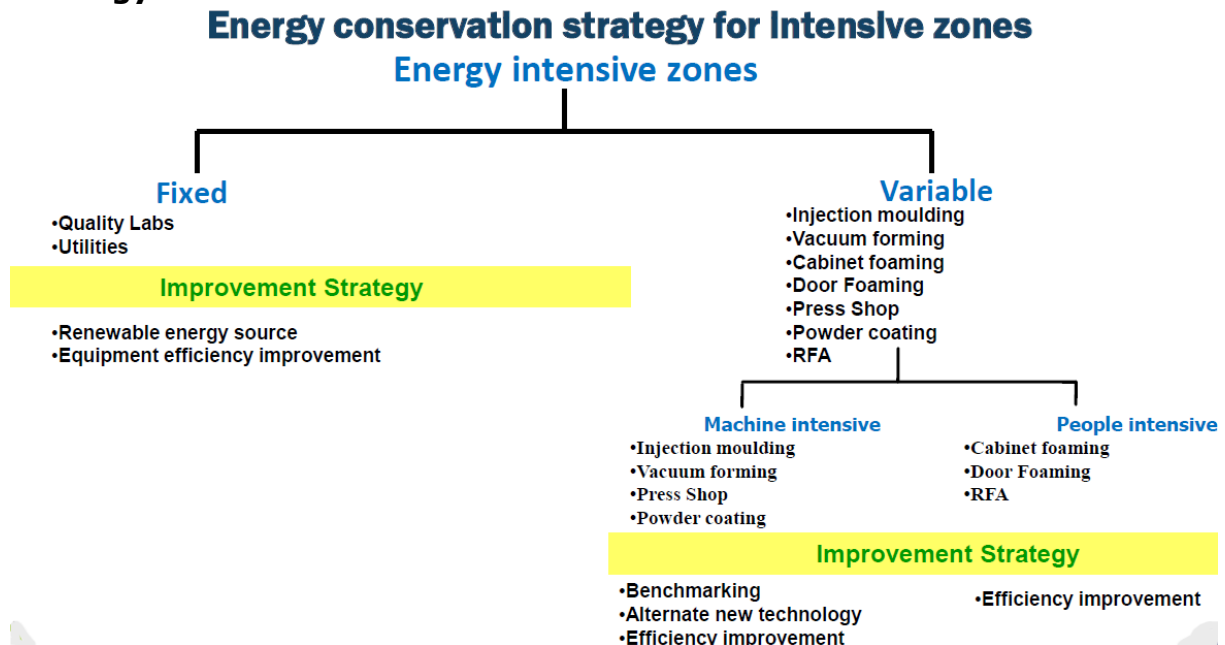 Energy conservation strategy for intensive zones
Energy intensive zones
Fixed
•Quality Labs
•Utilities
Improvement Strategy
•Renewable energy source
•Equipment efficiency improvement
Variable
•Injection moulding
•Vacuum forming
•Cabinet foaming
•Door Foaming
•Press Shop
•Powder coating
•RFA
Machine intensive
•Injection moulding
•Vacuum forming
•Press Shop
•Powder coating
People intensive
•Cabinet foaming
•Door Foaming
•RFA
Improvement Strategy
•Benchmarking
•Alternate new technology
•Efficiency improvement
•Efficiency improvement